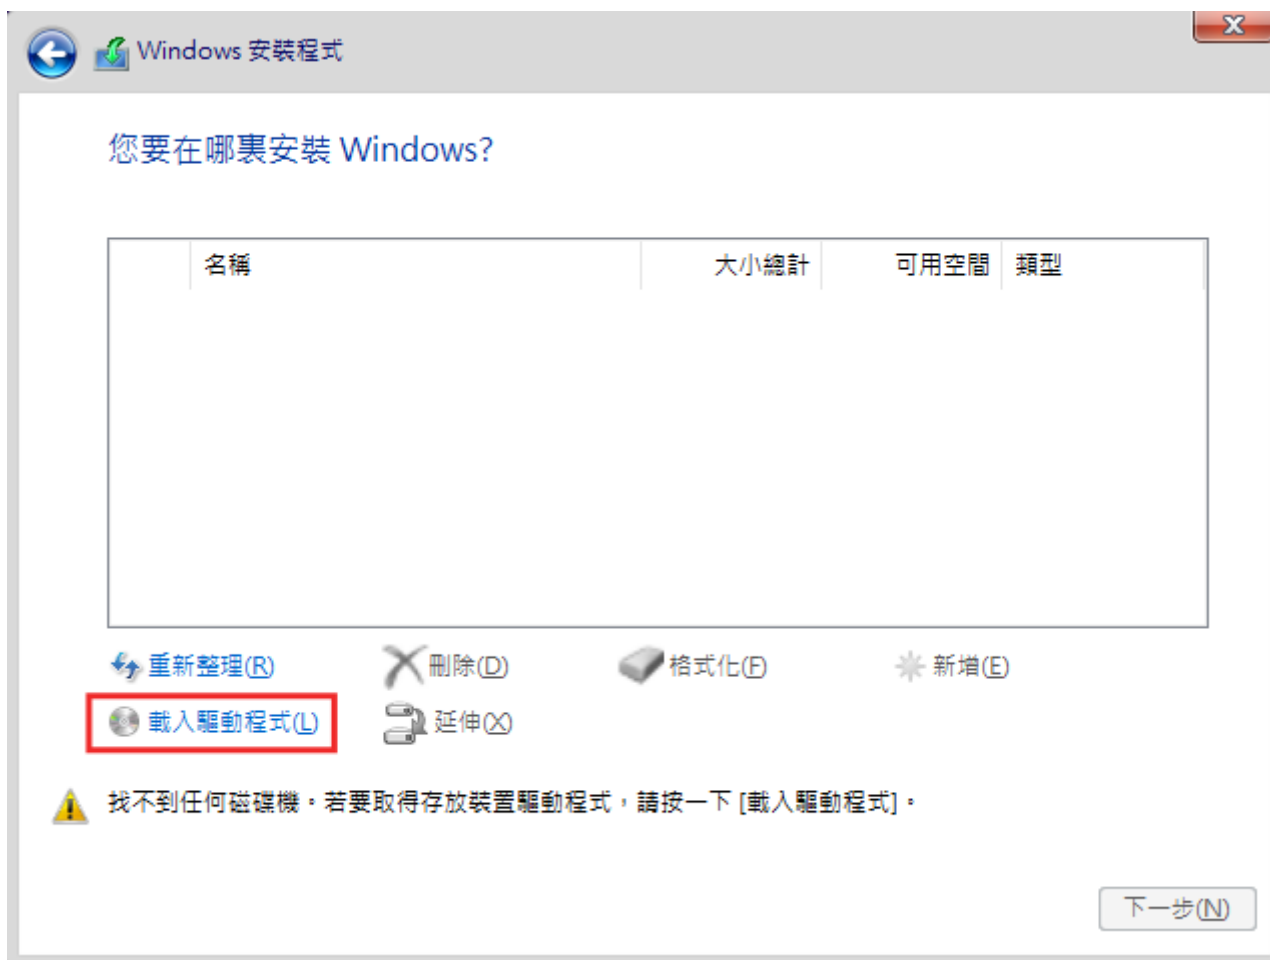 Windows 安裝程式
您要在哪裏安裝 Windows?
名稱 大小總計 可用空間 類型
重新整理(R) 刪除(D) 格式化(F) 新增(E)
載入驅動程式(L) 延伸(X)
找不到任何磁碟機。若要取得存放裝置驅動程式，請按一下 [載入驅動程式]。
下一步(N)